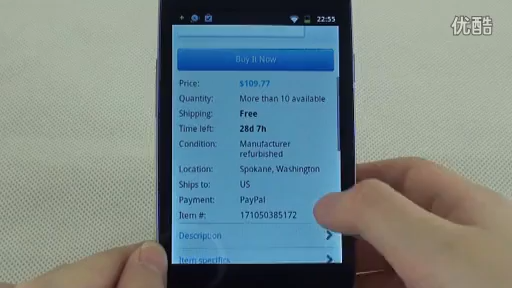 22:55
优酷
Buy It Now
Price: $109.77
Quantity: More than 10 available
Shipping: Free
Time left: 28d 7h
Condition: Manufacturer
refurbished
Location: Spokane, Washington
Ships to: US
Payment: PayPal
Item #: 171050385172
Description
Item specifics